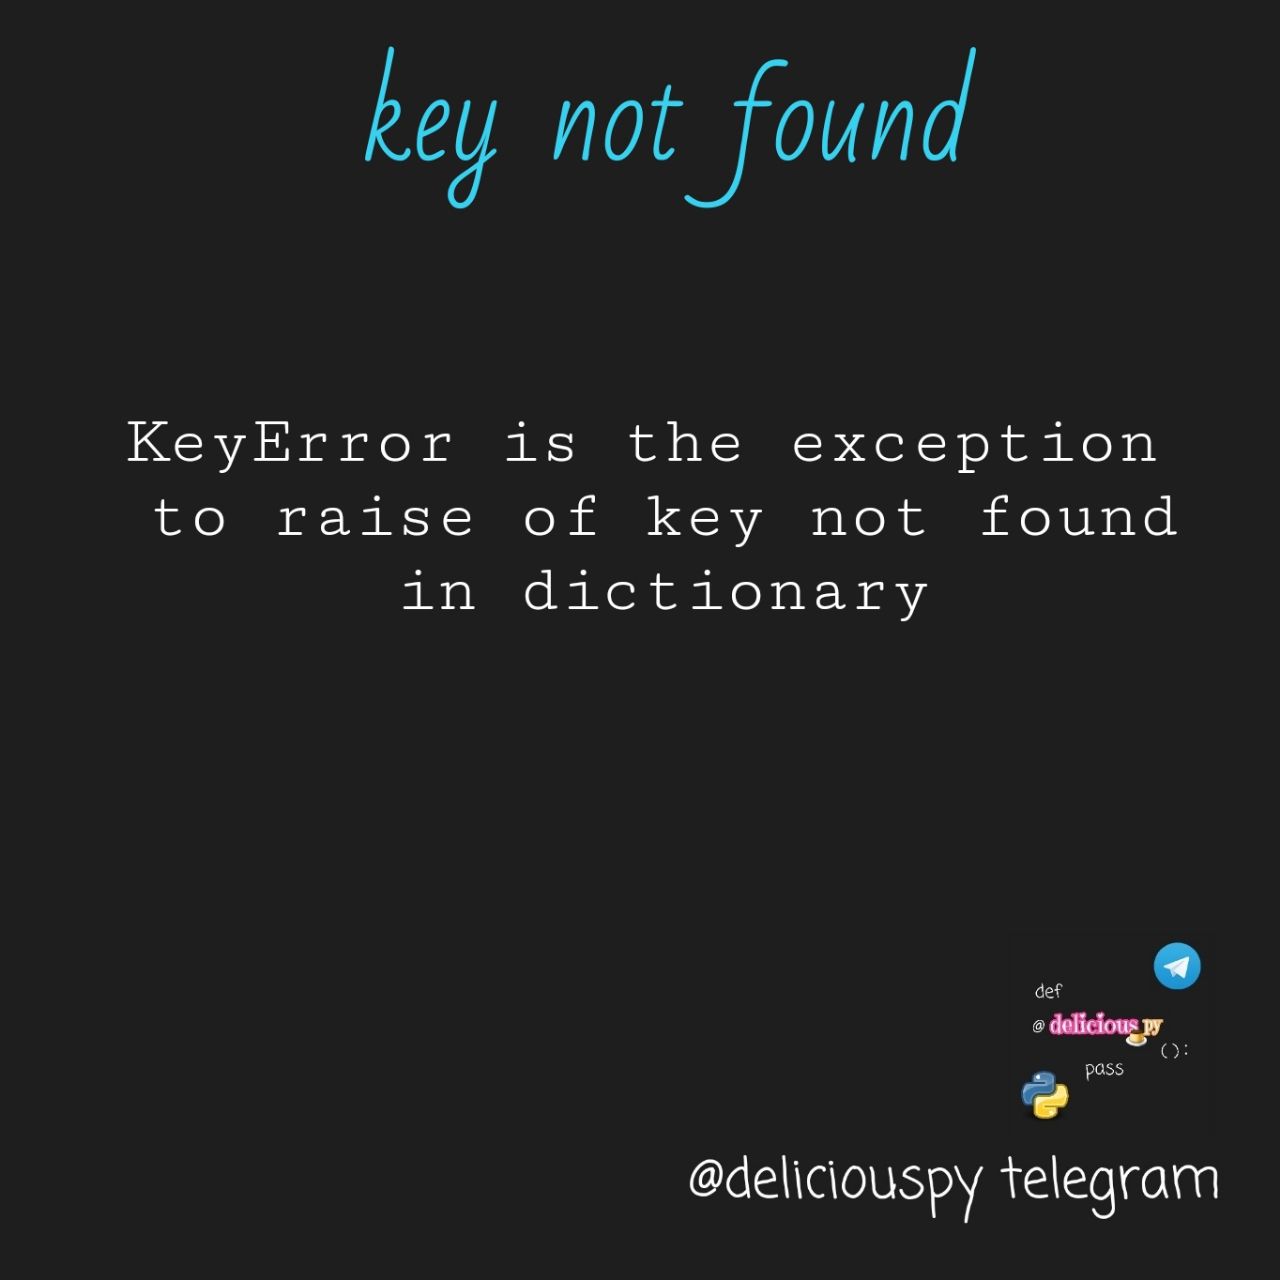 key not found
KeyError is the exception
to raise of key not found
in dictionary
def
@delicious py
():
pass
@deliciouspy telegram